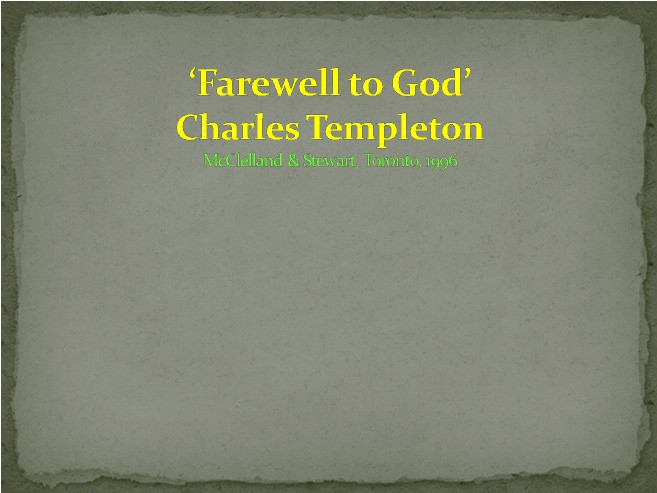 ‘Farewell to God’
Charles Templeton
McClelland & Stewart, Toronto, 1996